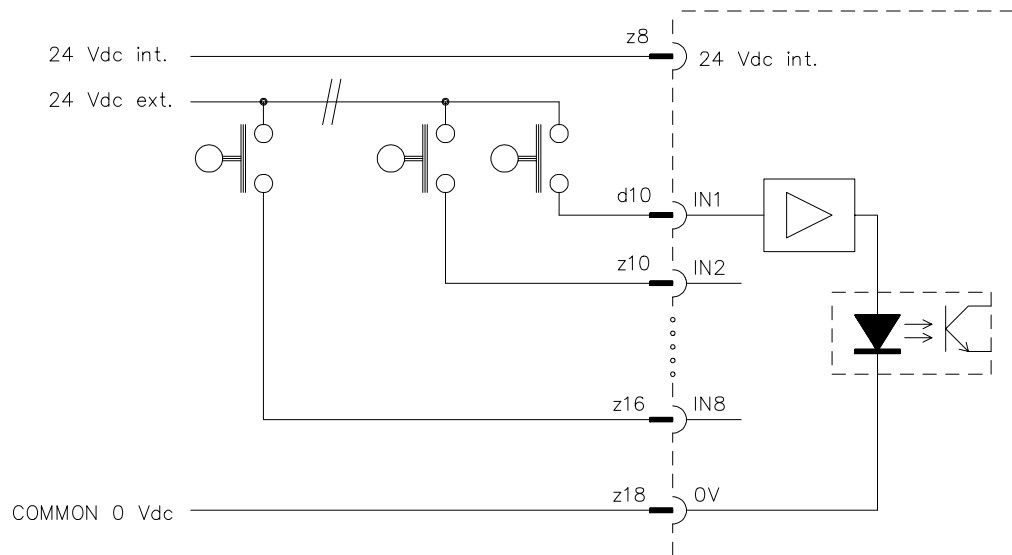 z8
24 Vdc int.
24 Vdc int.
24 Vdc ext.
d10
IN1
z10
IN2
z16
IN8
z18
0V
COMMON 0 Vdc